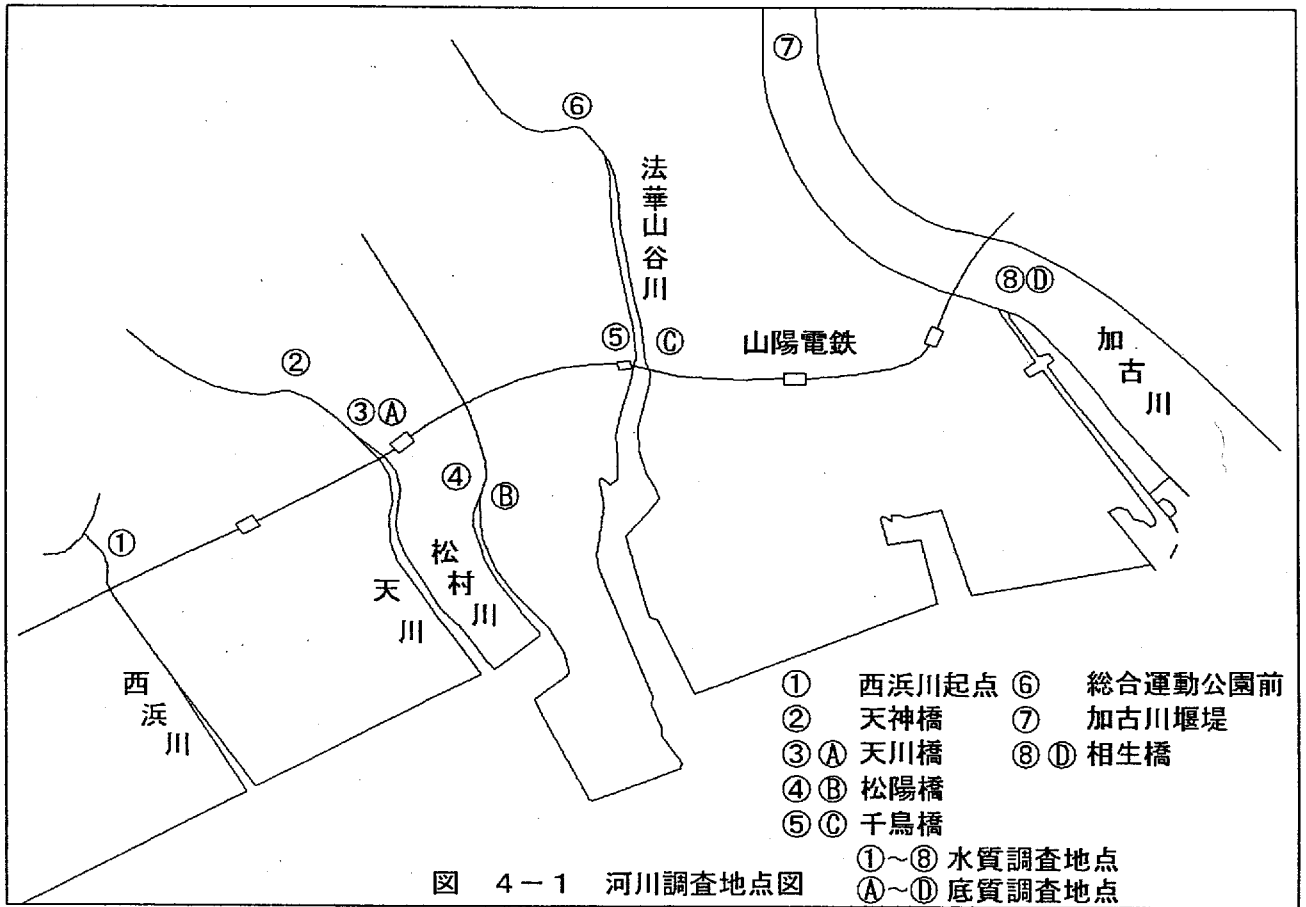 ⑦
⑥
法華山谷川
⑧Ⓓ
⑤
Ⓒ
山陽電鉄
加古川
②
③Ⓐ
④
Ⓑ
①
松村川
天川
西浜川
① 西浜川起点 ⑥ 総合運動公園前
② 天神橋 ⑦ 加古川堰堤
③Ⓐ 天川橋 ⑧Ⓓ 相生橋
④Ⓑ 松陽橋
⑤Ⓒ 千鳥橋
①~⑧ 水質調査地点
Ⓐ~Ⓓ 底質調査地点
図 4-1 河川調査地点図